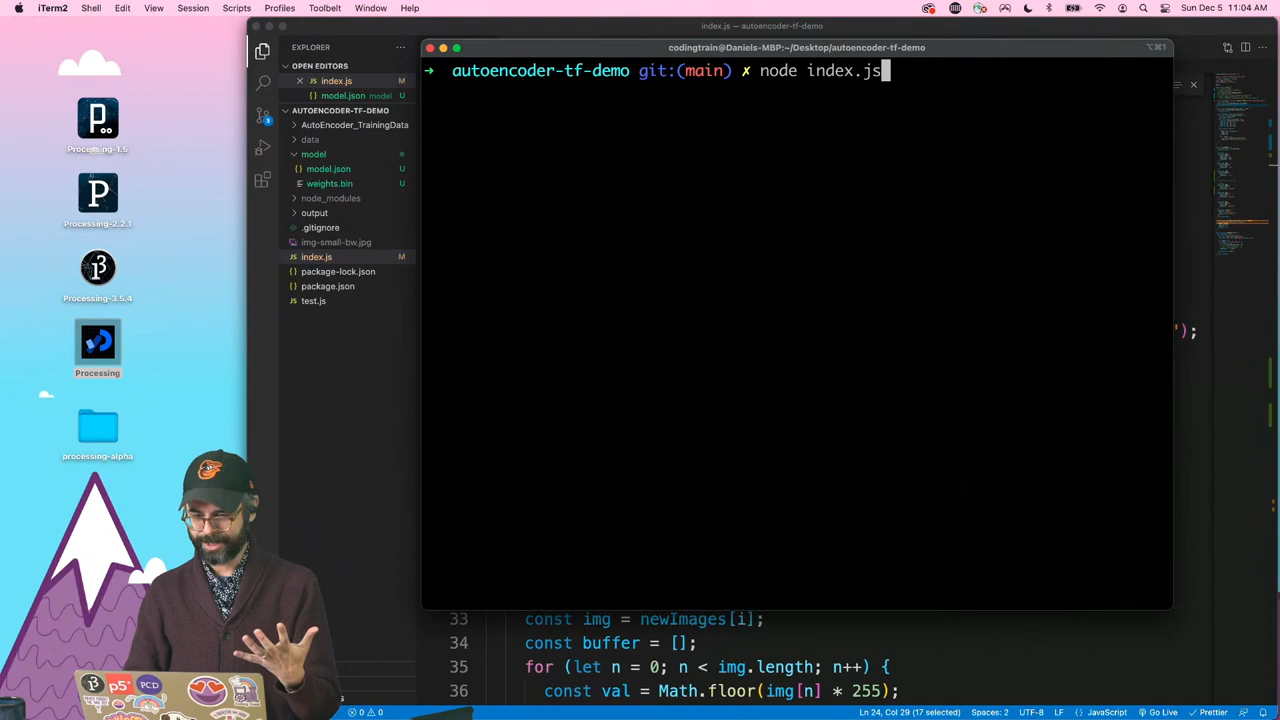 iTerm2 Shell Edit View Session Scripts Profiles Toolbelt Window Help
Sun Dec 5 11:04 AM
index.js — autoencoder-tf-demo
EXPLORER
OPEN EDITORS
index.js M
model.json model U
AUTOENCODER-TF-DEMO
AutoEncoder_TrainingData
data
model
model.json U
weights.bin U
node_modules
output
.gitignore
img-small-bw.jpg
index.js M
package-lock.json
package.json
test.js
3
codingtrain@Daniels-MBP:~/Desktop/autoencoder-tf-demo
⌥⌘1
➜ autoencoder-tf-demo git:(main) ✗ node index.js
');
33 const img = newImages[i];
34 const buffer = [];
35 for (let n = 0; n < img.length; n++) {
36 const val = Math.floor(img[n] * 255);
Processing-1.5
Processing-2.2.1
Processing-3.5.4
Processing
processing-alpha
p5*
PCD
0 0 Ln 24, Col 29 (17 selected) Spaces: 2 UTF-8 LF {} JavaScript Go Live Prettier